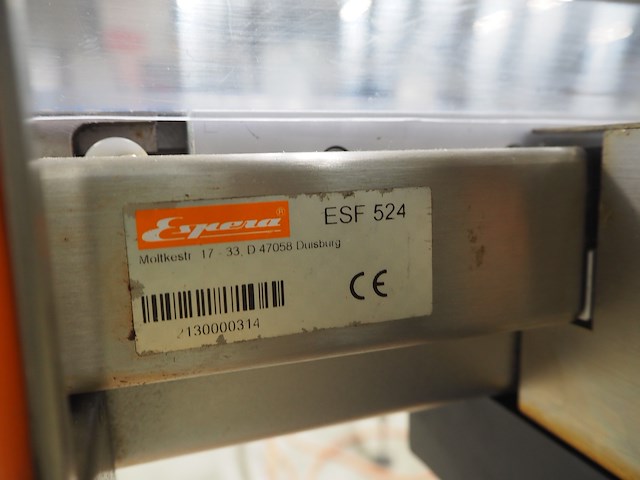 Espera®
ESF 524
Moltkestr. 17 - 33, D 47058 Duisburg
CE
2130000314